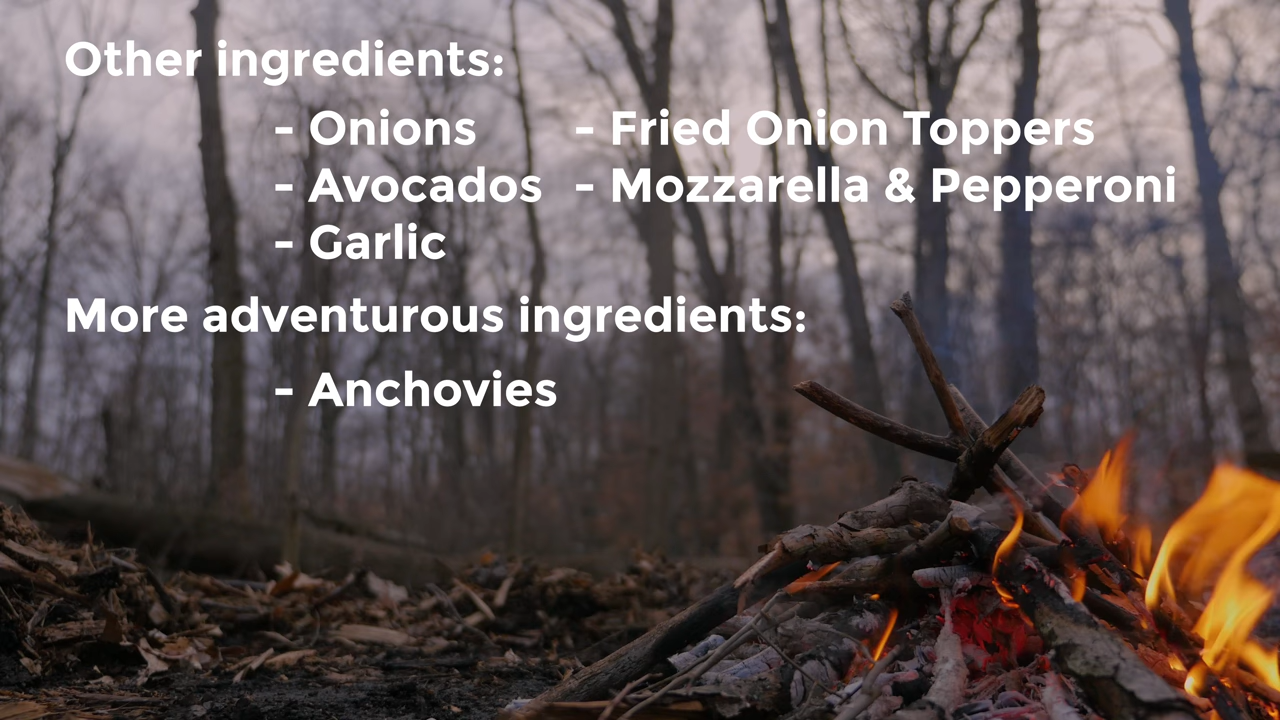 Other ingredients:
- Onions - Fried Onion Toppers
- Avocados - Mozzarella & Pepperoni
- Garlic
More adventurous ingredients:
- Anchovies